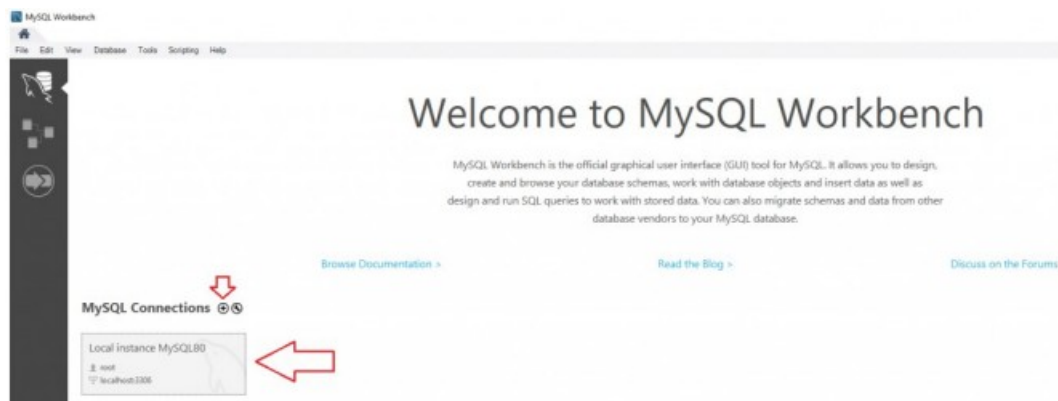 MySQL Workbench
File Edit View Database Tools Scripting Help
Welcome to MySQL Workbench
MySQL Workbench is the official graphical user interface (GUI) tool for MySQL. It allows you to design,
create and browse your database schemas, work with database objects and insert data as well as
design and run SQL queries to work with stored data. You can also migrate schemas and data from other
database vendors to your MySQL database.
Browse Documentation > Read the Blog > Discuss on the Forums
MySQL Connections
Local instance MySQL80
root
localhost:3306